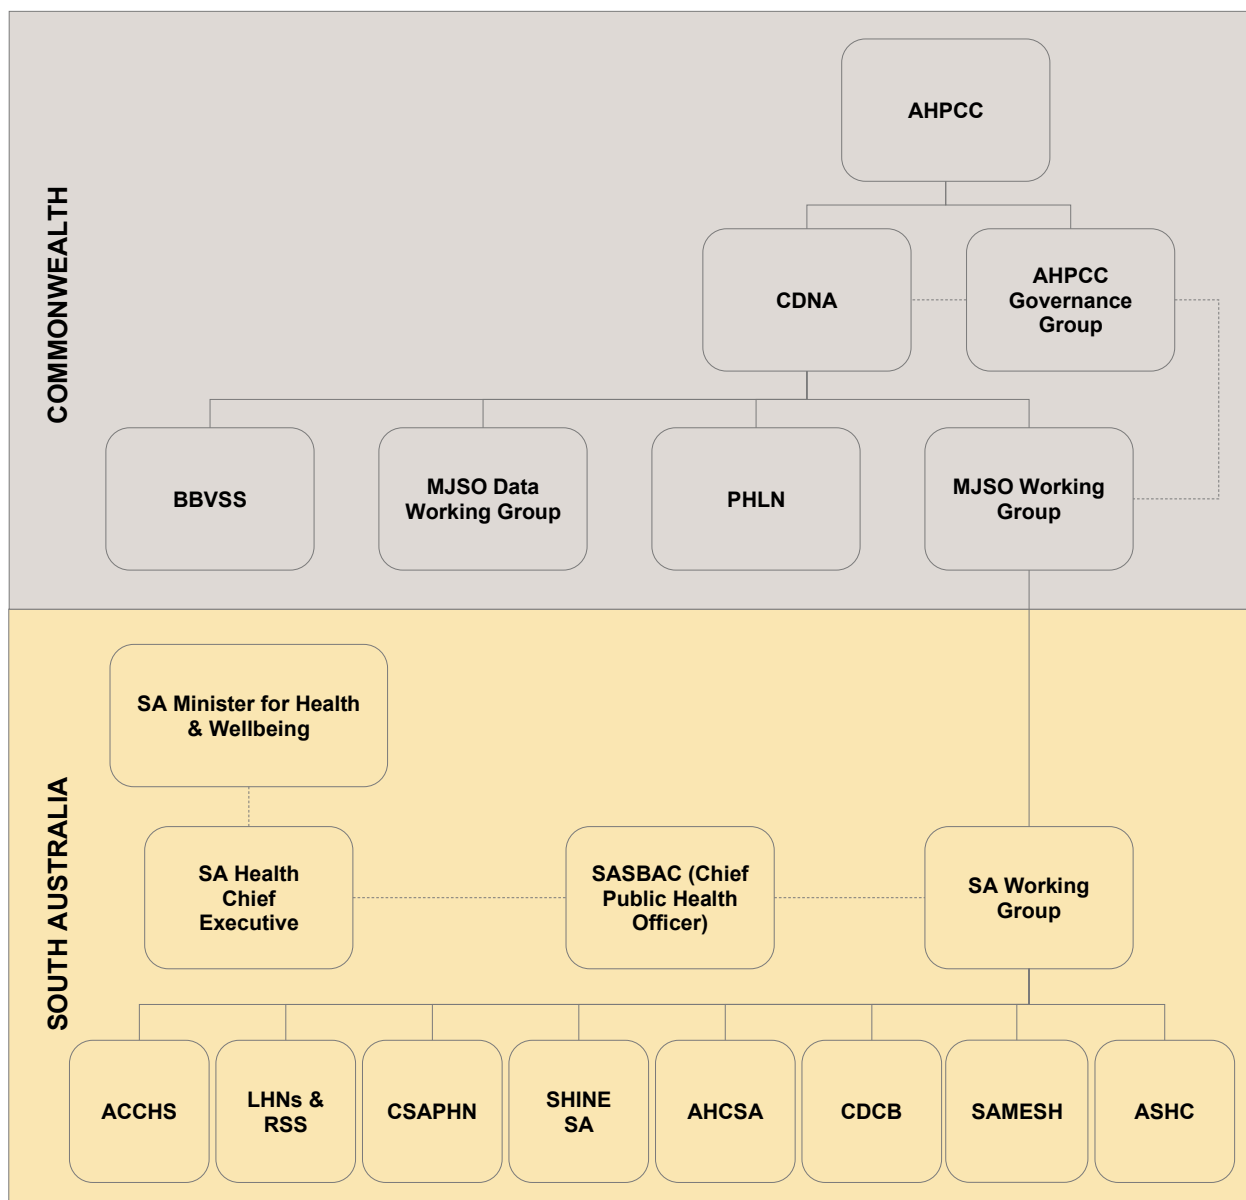 COMMONWEALTH
AHPCC
CDNA
AHPCC
Governance
Group
BBVSS
MJSO Data
Working Group
PHLN
MJSO Working
Group
SOUTH AUSTRALIA
SA Minister for Health
& Wellbeing
SA Health
Chief
Executive
SASBAC (Chief
Public Health
Officer)
SA Working
Group
ACCHS
LHNs &
RSS
CSAPHN
SHINE
SA
AHCSA
CDCB
SAMESH
ASHC